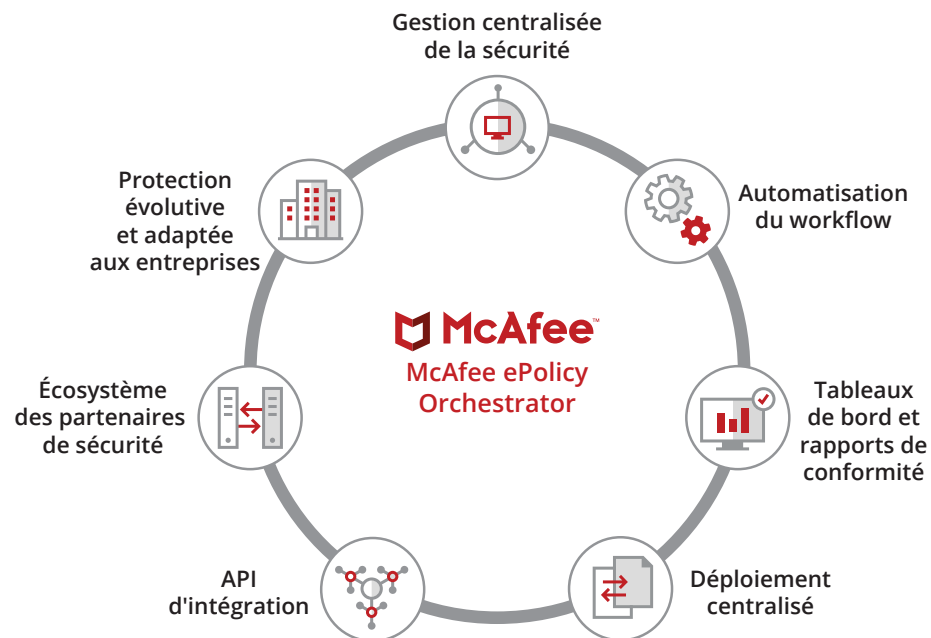 Gestion centralisée
de la sécurité
Automatisation
du workflow
Tableaux
de bord et
rapports de
conformité
Déploiement
centralisé
API
d'intégration
Écosystème
des partenaires
de sécurité
Protection
évolutive
et adaptée
aux entreprises
McAfee™
McAfee ePolicy
Orchestrator